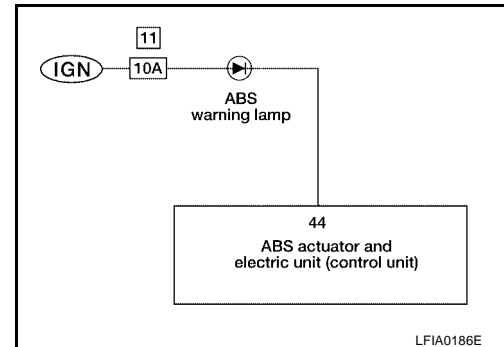 11
IGN
10A
ABS
warning lamp
44
ABS actuator and
electric unit (control unit)
LFIA0186E